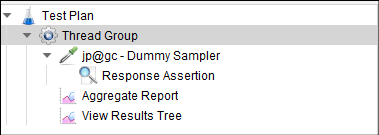 Test Plan
Thread Group
jp@gc - Dummy Sampler
Response Assertion
Aggregate Report
View Results Tree